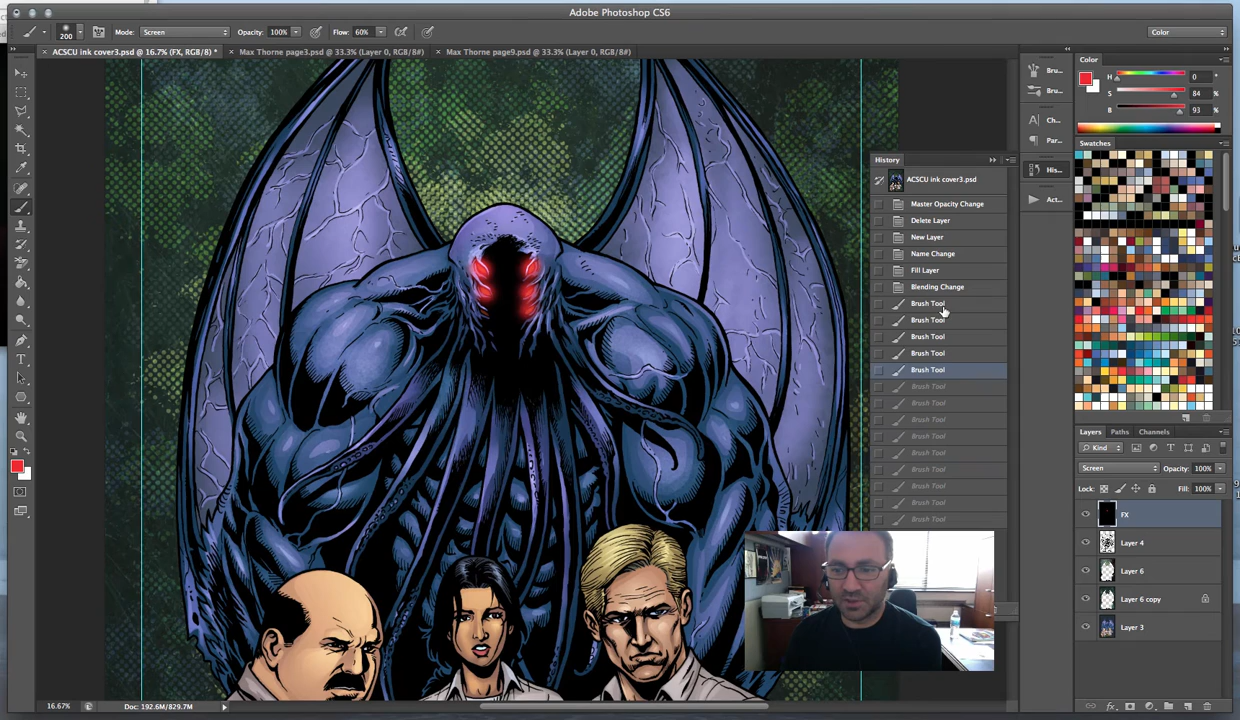 Adobe Photoshop CS6
200
Mode: Screen
Opacity: 100%
Flow: 60%
Color
ACSCU ink cover3.psd @ 16.7% (FX, RGB/8) *
Max Thorne page3.psd @ 33.3% (Layer 0, RGB/8#)
Max Thorne page9.psd @ 33.3% (Layer 0, RGB/8#)
Bru...
Bru...
Ch...
Par...
His...
Act...
Color
H 0 °
S 84 %
B 93 %
Swatches
History
ACSCU ink cover3.psd
Master Opacity Change
Delete Layer
New Layer
Name Change
Fill Layer
Blending Change
Brush Tool
Brush Tool
Brush Tool
Brush Tool
Brush Tool
Brush Tool
Brush Tool
Brush Tool
Brush Tool
Brush Tool
Brush Tool
Brush Tool
Brush Tool
Brush Tool
Layers Paths Channels
Kind
Screen Opacity: 100%
Lock: Fill: 100%
FX
Layer 4
Layer 6
Layer 6 copy
Layer 3
16.67% Doc: 192.6M/829.7M